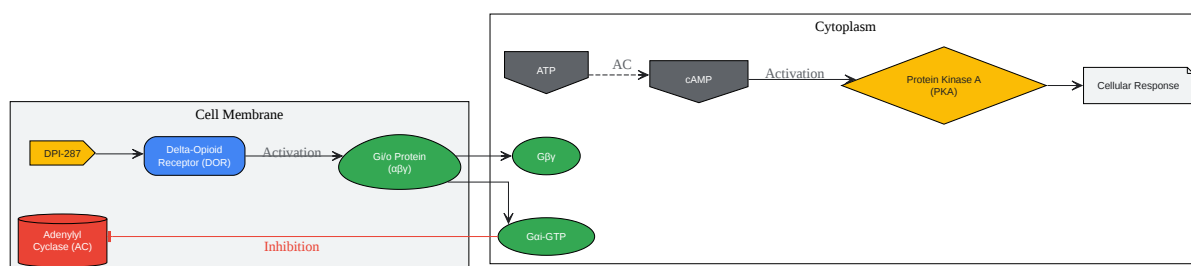 Cytoplasm
ATP
AC
cAMP
Activation
Protein Kinase A
(PKA)
Cellular Response
Cell Membrane
DPI-287
Delta-Opioid
Receptor (DOR)
Activation
Gi/o Protein
(αβγ)
Gβγ
Adenylyl
Cyclase (AC)
Inhibition
Gαi-GTP